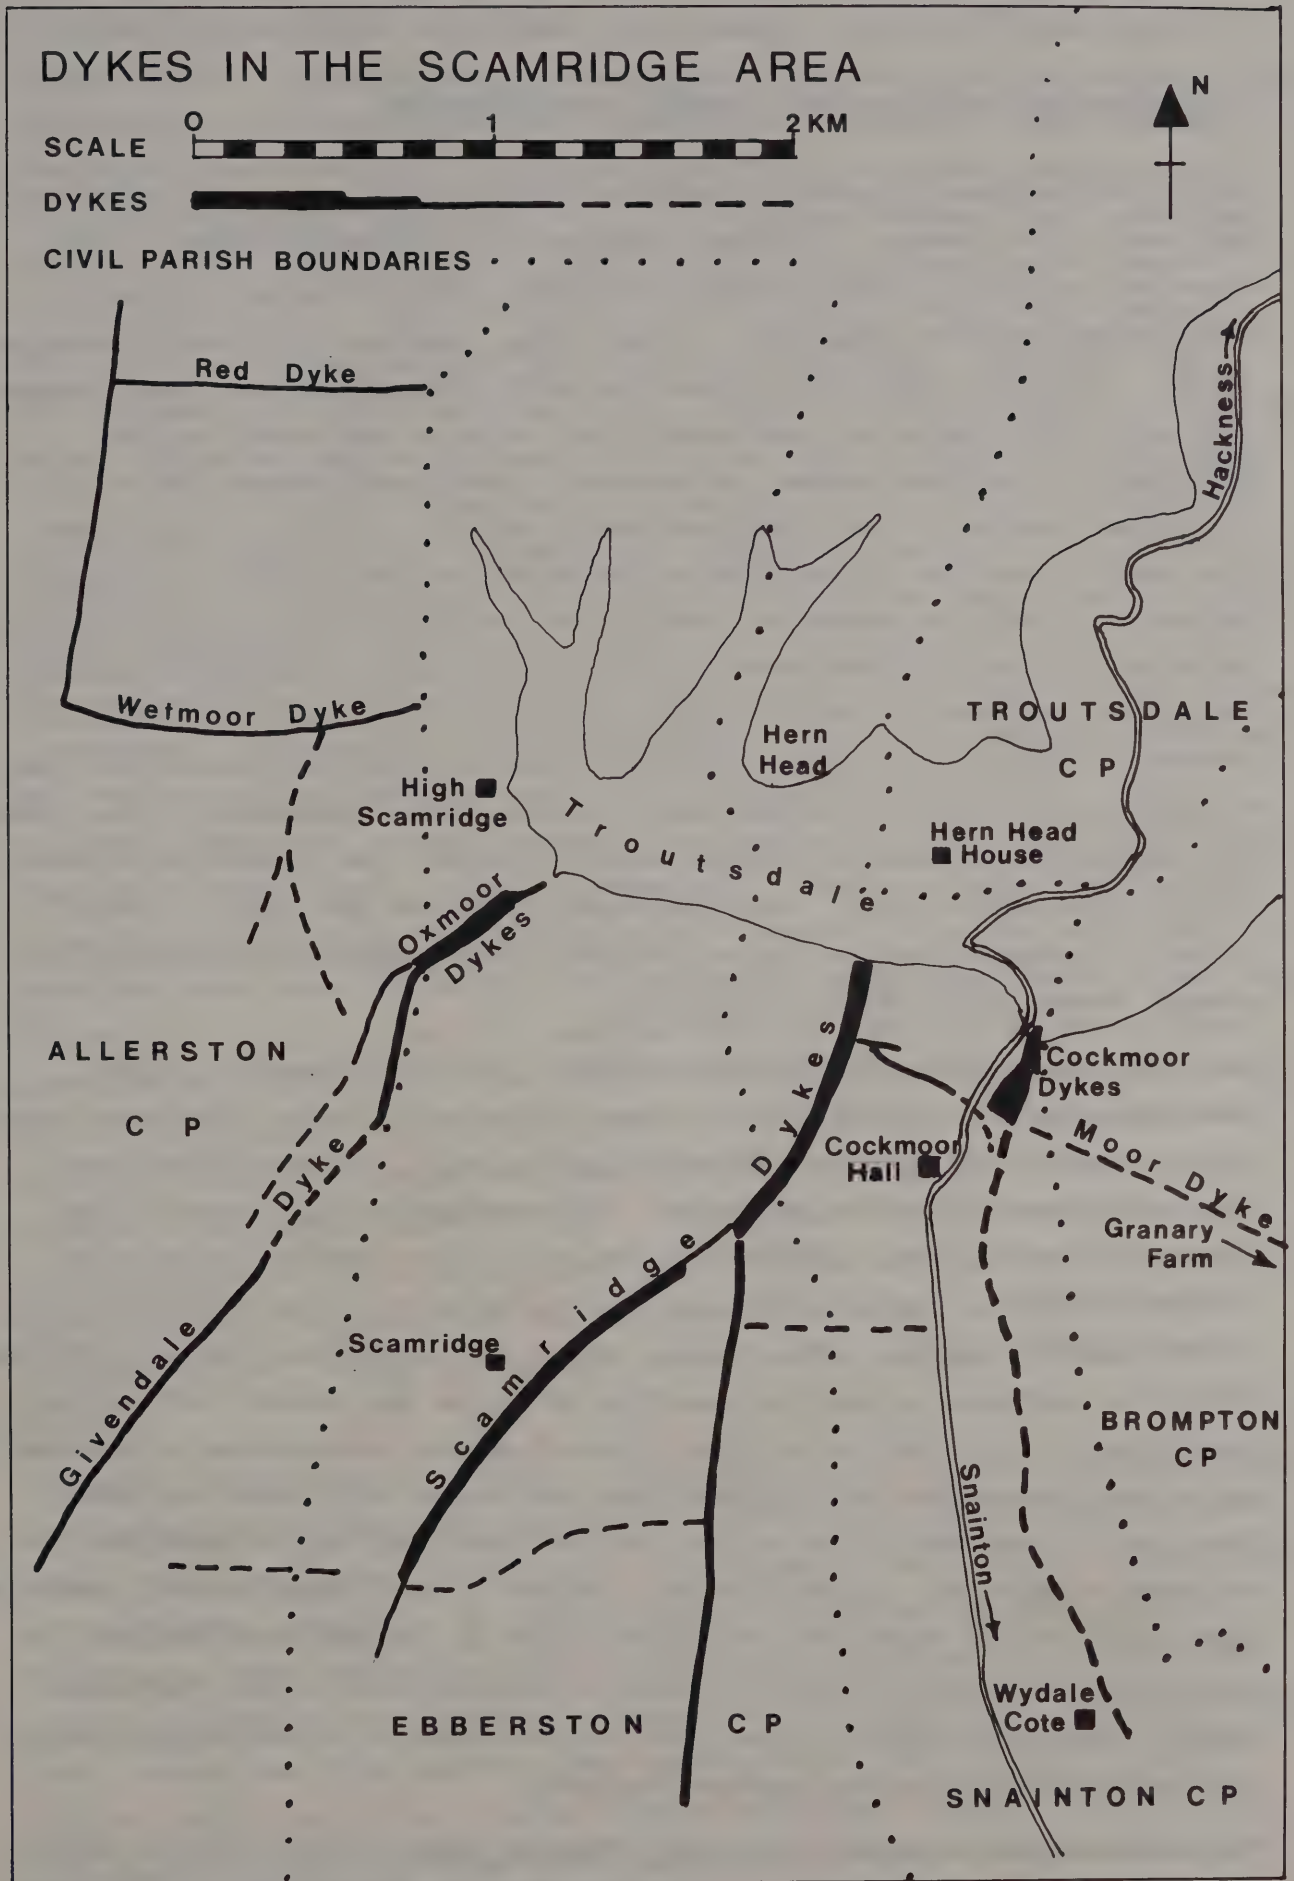 DYKES IN THE SCAMRIDGE AREA
N
0 1 2 KM
SCALE
DYKES
CIVIL PARISH BOUNDARIES
Red Dyke
Hackness
Wetmoor Dyke
TROUTSDALE
CP
Hern
Head
High
Scamridge
Troutsdale
Hern Head
House
Oxmoor
Dykes
ALLERSTON
CP
Cockmoor
Dykes
Moor Dyke
Cockmoor
Hall
Granary
Farm
Givendale Dyke
Scamridge Dykes
Scamridge
BROMPTON
CP
Snainton
Wydale
Cote
EBBERSTON CP
SNAINTON CP